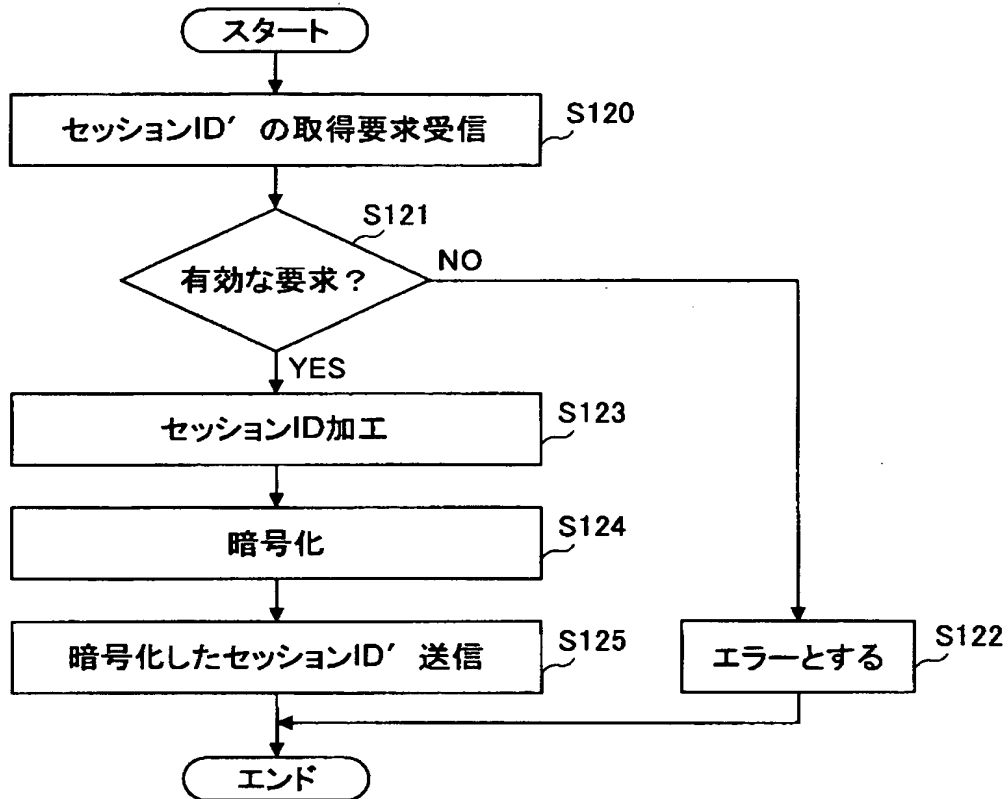 スタート
セッションID′の取得要求受信
S120
S121
有効な要求？
NO
YES
セッションID加工
S123
暗号化
S124
暗号化したセッションID′送信
S125
エラーとする
S122
エンド